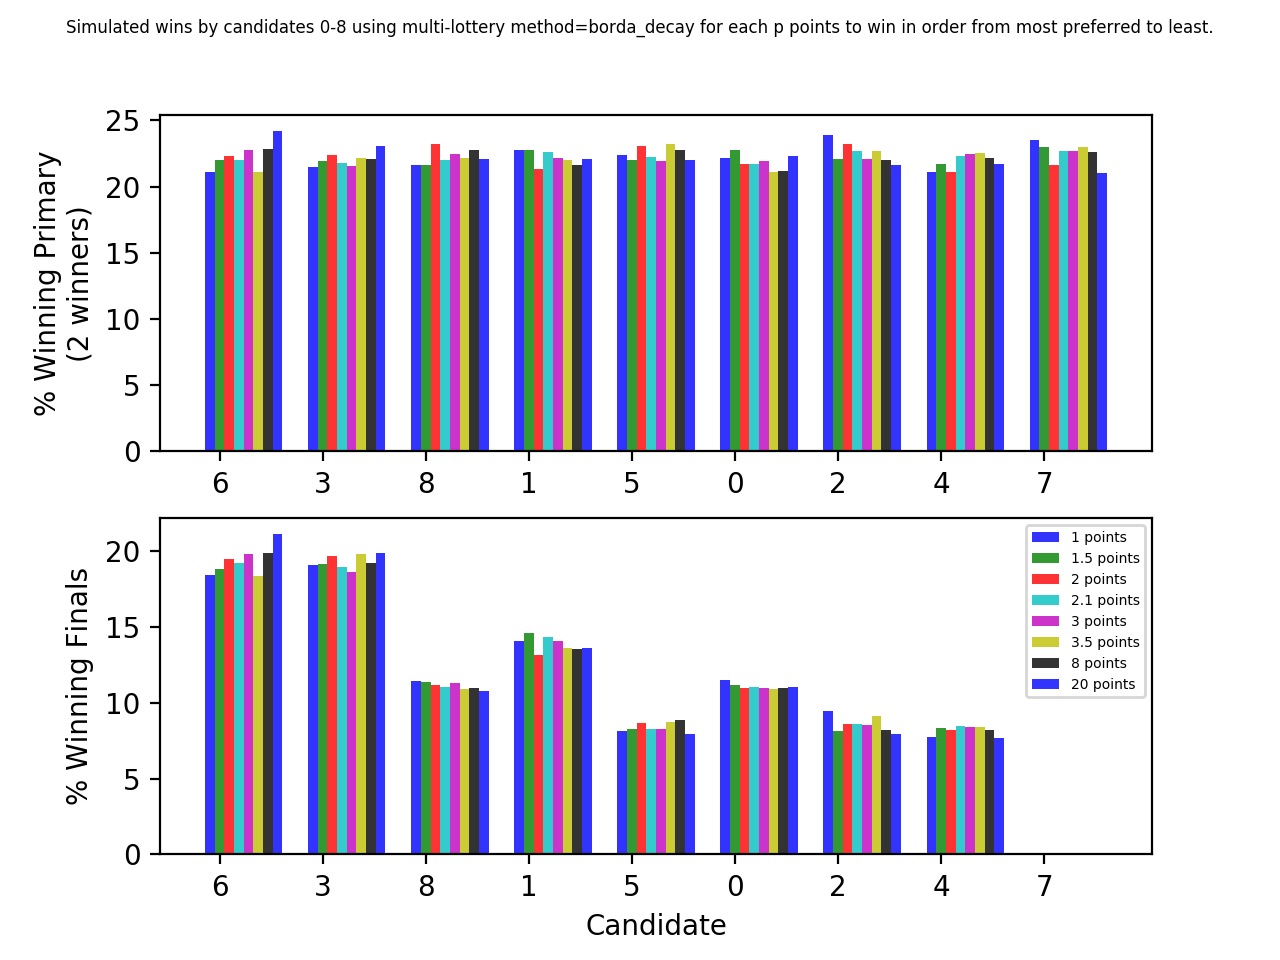 Simulated wins by candidates 0-8 using multi-lottery method=borda_decay for each p points to win in order from most preferred to least.
% Winning Primary
(2 winners)
25
20
15
10
5
0
6 3 8 1 5 0 2 4 7
% Winning Finals
20
15
10
5
0
1 points
1.5 points
2 points
2.1 points
3 points
3.5 points
8 points
20 points
6 3 8 1 5 0 2 4 7
Candidate